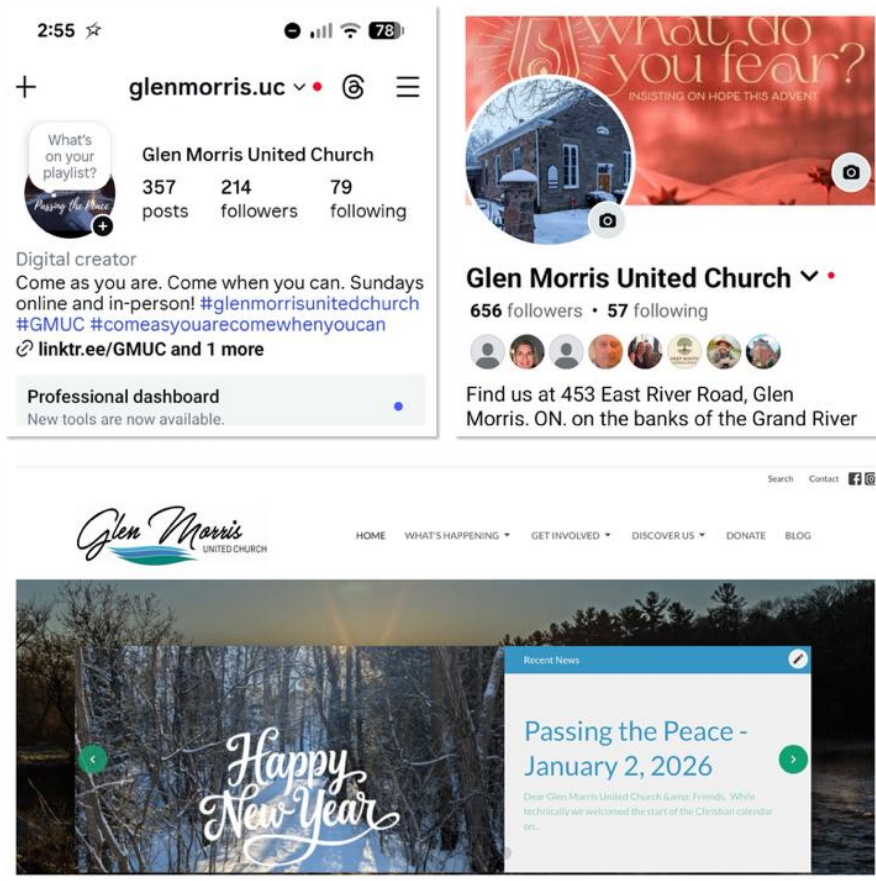 2:55
78
glenmorris.uc
What's
on your
playlist?
Passing the Peace
Glen Morris United Church
357 214 79
posts followers following
Digital creator
Come as you are. Come when you can. Sundays
online and in-person! #glenmorrisunitedchurch
#GMUC #comeasyouarecomewhenyoucan
linktr.ee/GMUC and 1 more
Professional dashboard
New tools are now available.
What do
you fear?
INSISTING ON HOPE THIS ADVENT
Glen Morris United Church
656 followers • 57 following
Find us at 453 East River Road, Glen
Morris. ON. on the banks of the Grand River
Search Contact
Glen Morris
UNITED CHURCH
HOME WHAT'S HAPPENING GET INVOLVED DISCOVER US DONATE BLOG
Happy
New Year
Recent News
Passing the Peace -
January 2, 2026
Dear Glen Morris United Church &amp; Friends, While
technically we welcomed the start of the Christian calendar
on...